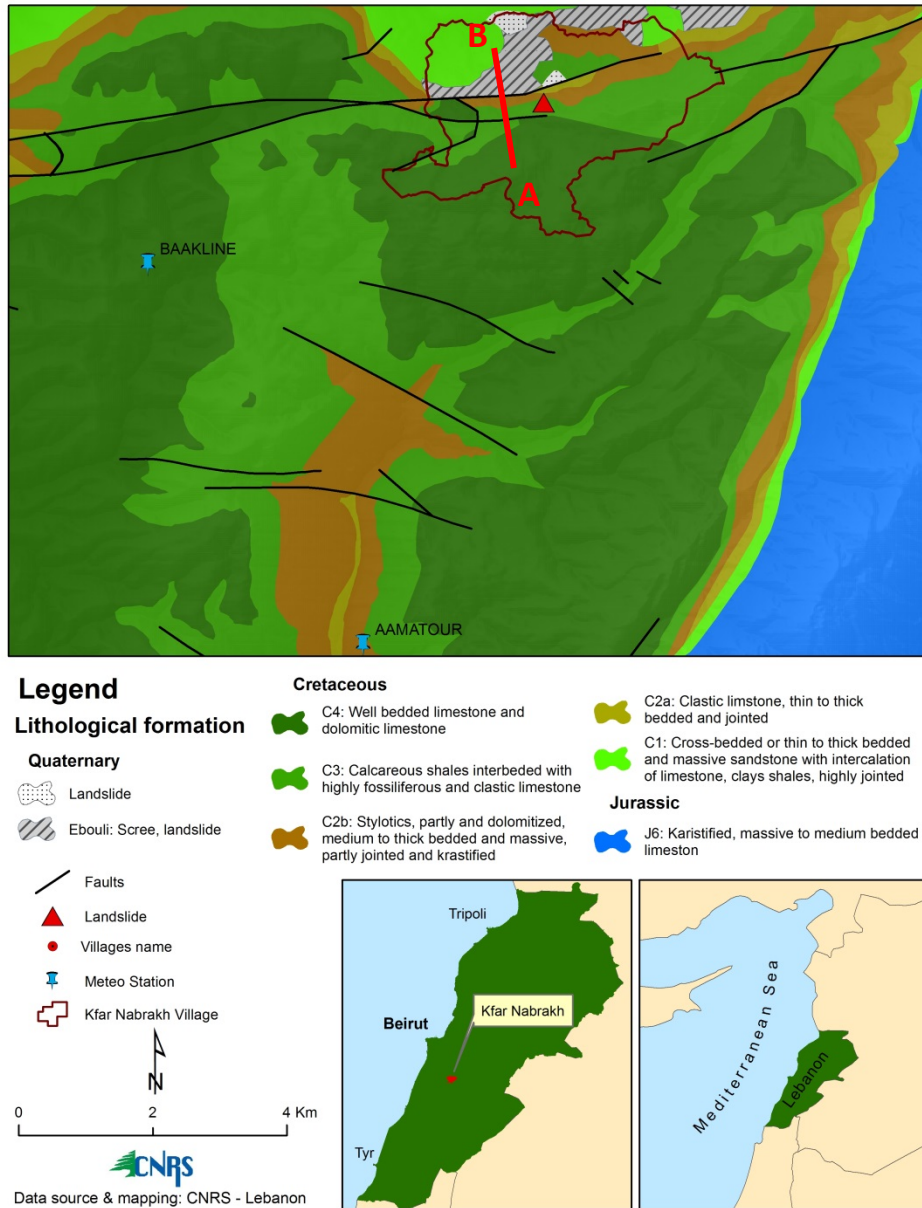 B
A
BAAKLINE
AAMATOUR
Legend
Lithological formation
Quaternary
Landslide
Ebouli: Scree, landslide
Faults
Landslide
Villages name
Meteo Station
Kfar Nabrakh Village
Cretaceous
C4: Well bedded limestone and
dolomitic limestone
C3: Calcareous shales interbeded with
highly fossiliferous and clastic limestone
C2b: Stylotics, partly and dolomitized,
medium to thick bedded and massive,
partly jointed and krastified
C2a: Clastic limstone, thin to thick
bedded and jointed
C1: Cross-bedded or thin to thick bedded
and massive sandstone with intercalation
of limestone, clays shales, highly jointed
Jurassic
J6: Karistified, massive to medium bedded
limeston
N
0 2 4 Km
CNRS
Data source & mapping: CNRS - Lebanon
Tripoli
Kfar Nabrakh
Beirut
Tyr
Mediterranean Sea
Lebanon